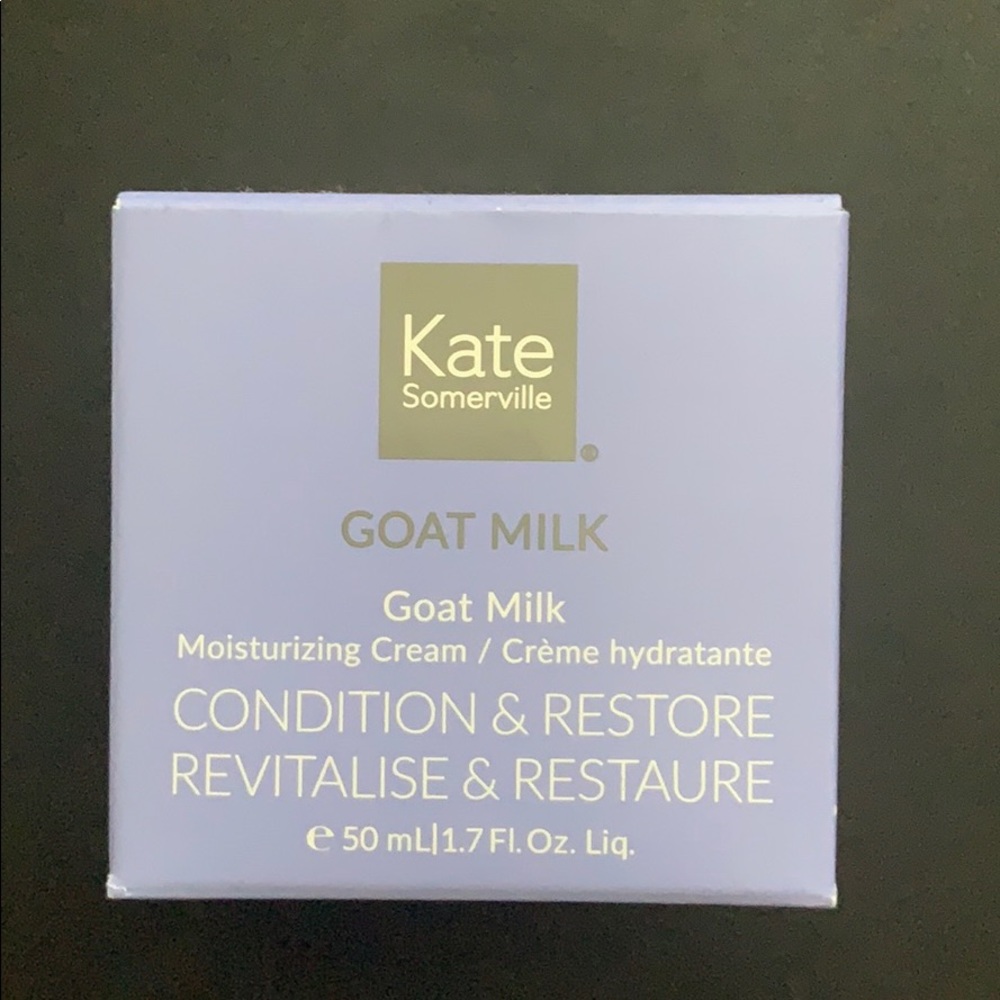 Kate
Somerville
®
GOAT MILK
Goat Milk
Moisturizing Cream / Crème hydratante
CONDITION & RESTORE
REVITALISE & RESTAURE
℮ 50 mL|1.7 Fl. Oz. Liq.